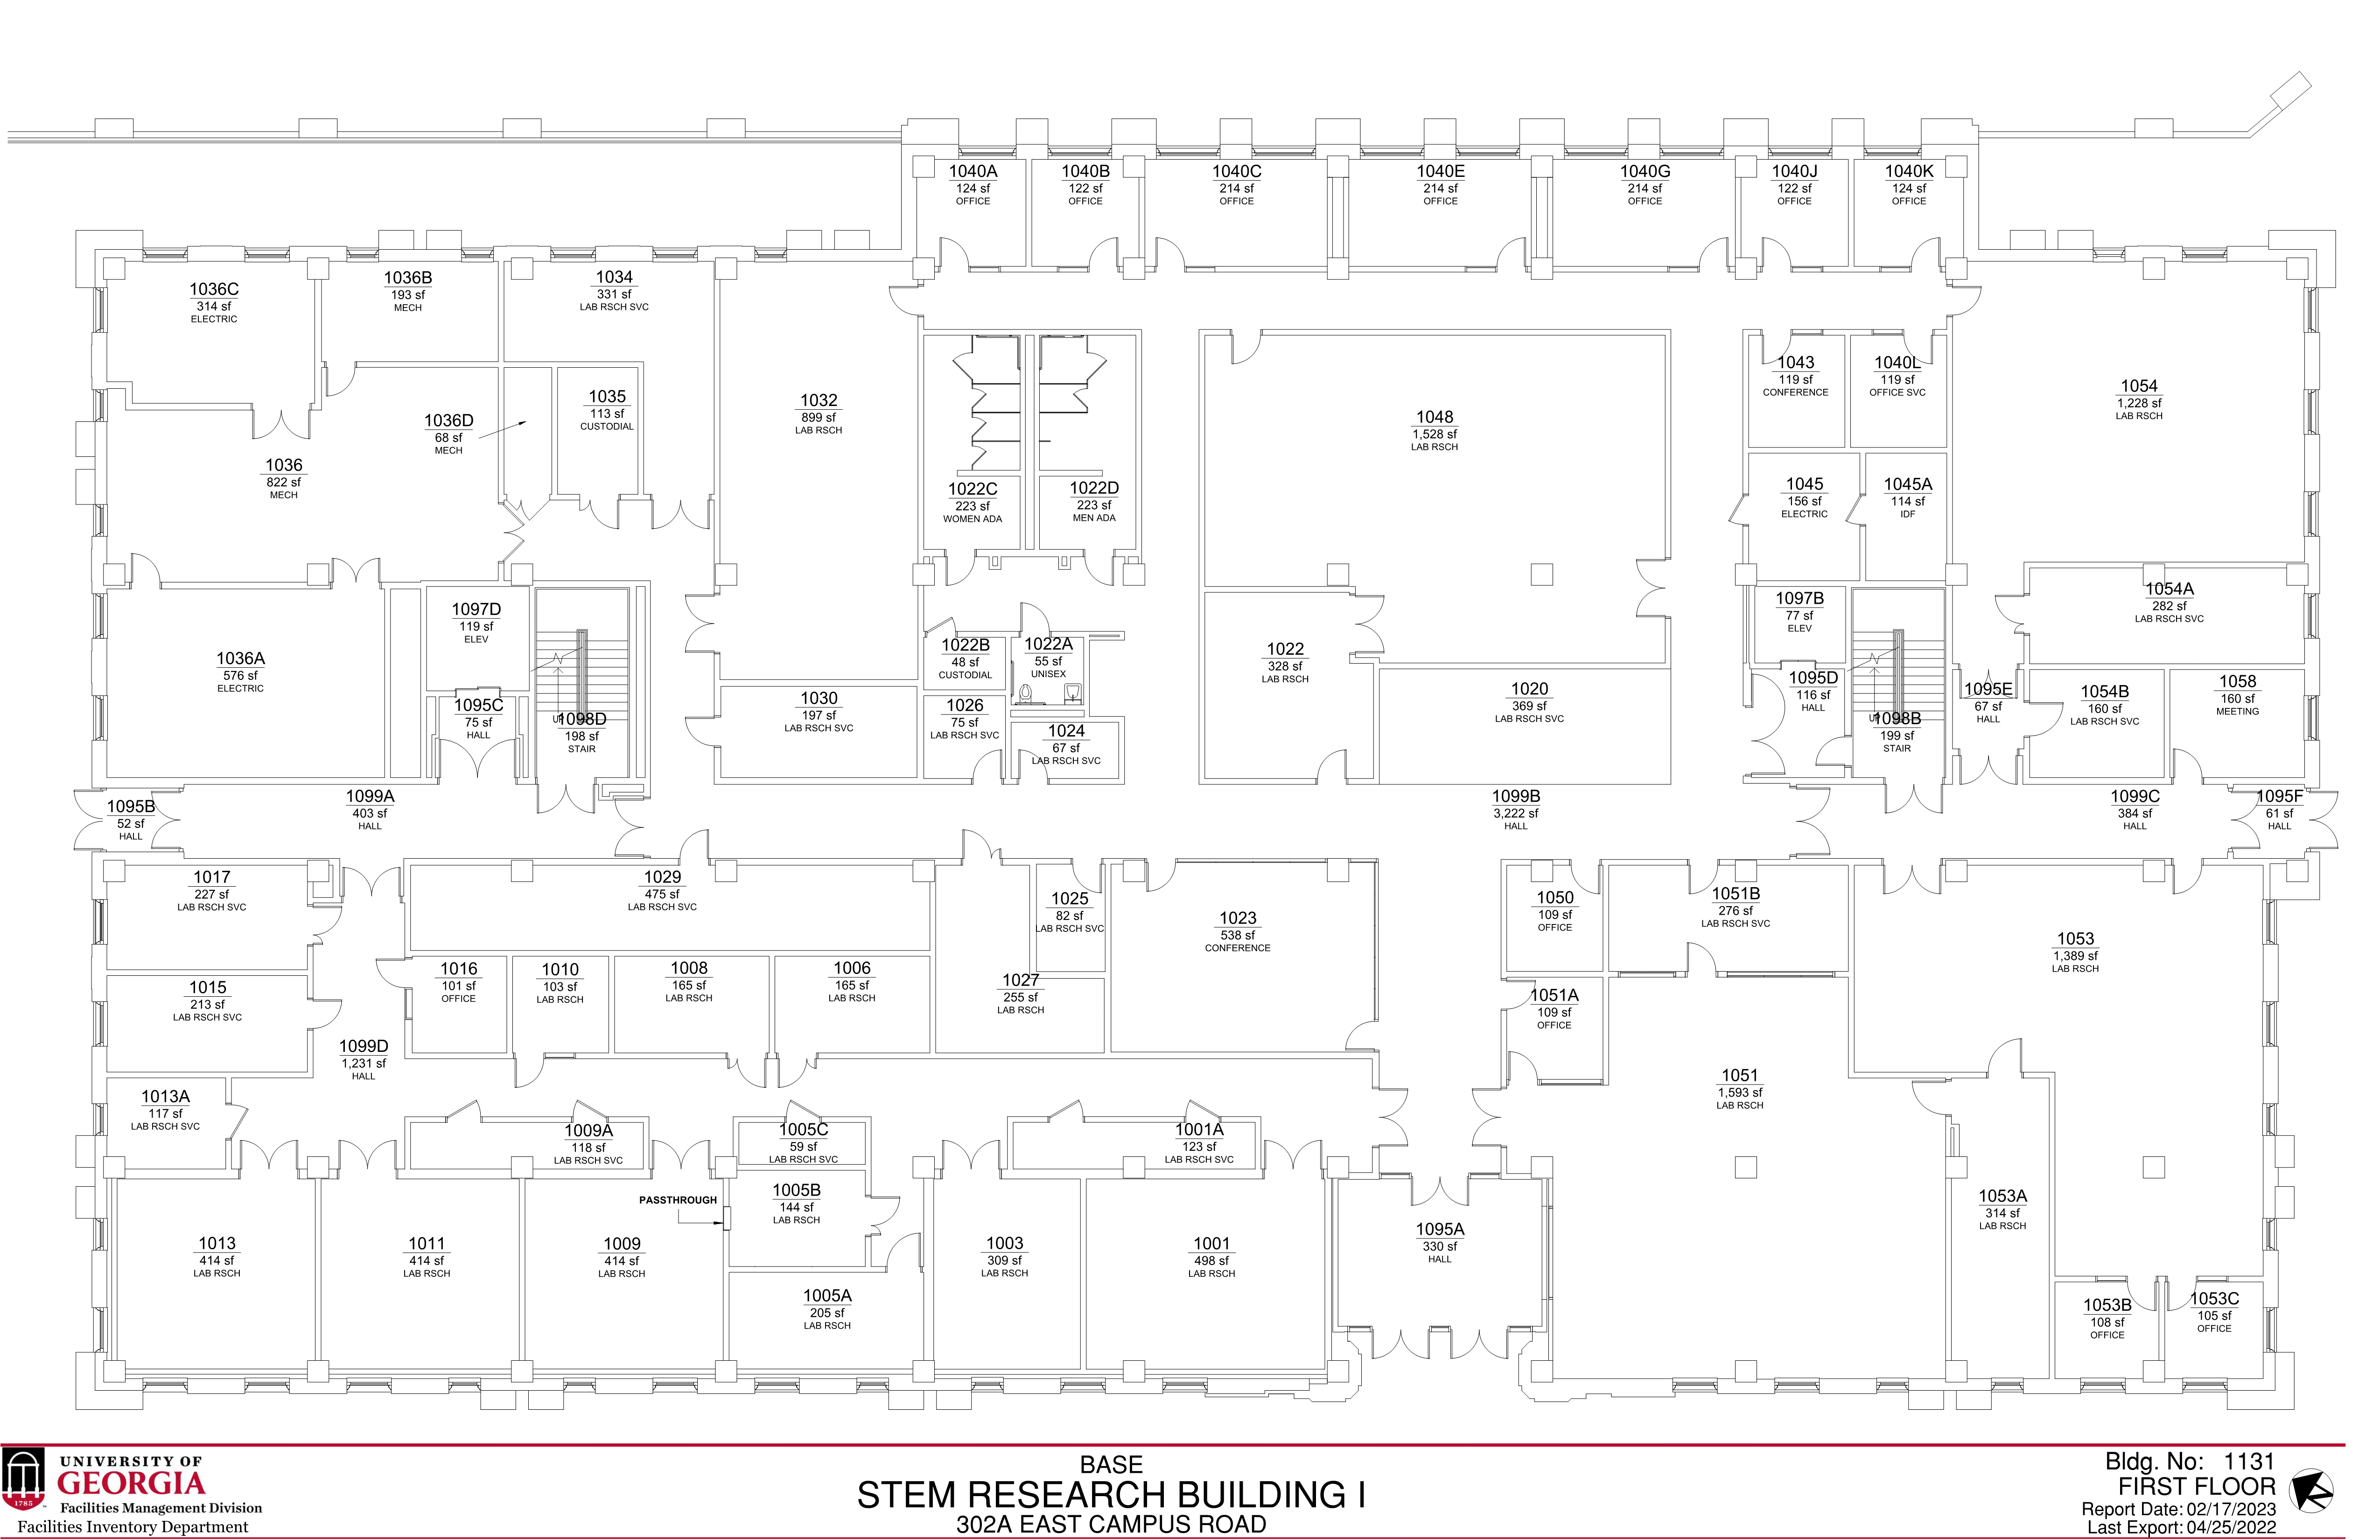 1040A
124 sf
OFFICE
1040B
122 sf
OFFICE
1040C
214 sf
OFFICE
1040E
214 sf
OFFICE
1040G
214 sf
OFFICE
1040J
122 sf
OFFICE
1040K
124 sf
OFFICE
1036C
314 sf
ELECTRIC
1036B
193 sf
MECH
1034
331 sf
LAB RSCH SVC
1036D
68 sf
MECH
1035
113 sf
CUSTODIAL
1032
899 sf
LAB RSCH
1048
1,528 sf
LAB RSCH
1043
119 sf
CONFERENCE
1040L
119 sf
OFFICE SVC
1054
1,228 sf
LAB RSCH
1036
822 sf
MECH
1022C
223 sf
WOMEN ADA
1022D
223 sf
MEN ADA
1045
156 sf
ELECTRIC
1045A
114 sf
IDF
1097D
119 sf
ELEV
1097B
77 sf
ELEV
1054A
282 sf
LAB RSCH SVC
1036A
576 sf
ELECTRIC
1022B
48 sf
CUSTODIAL
1022A
55 sf
UNISEX
1022
328 sf
LAB RSCH
1095C
75 sf
HALL
UP
1098D
198 sf
STAIR
1030
197 sf
LAB RSCH SVC
1026
75 sf
LAB RSCH SVC
1024
67 sf
LAB RSCH SVC
1020
369 sf
LAB RSCH SVC
1095D
116 sf
HALL
UP
1098B
199 sf
STAIR
1095E
67 sf
HALL
1054B
160 sf
LAB RSCH SVC
1058
160 sf
MEETING
1095B
52 sf
HALL
1099A
403 sf
HALL
1099B
3,222 sf
HALL
1099C
384 sf
HALL
1095F
61 sf
HALL
1017
227 sf
LAB RSCH SVC
1029
475 sf
LAB RSCH SVC
1025
82 sf
LAB RSCH SVC
1023
538 sf
CONFERENCE
1050
109 sf
OFFICE
1051B
276 sf
LAB RSCH SVC
1053
1,389 sf
LAB RSCH
1015
213 sf
LAB RSCH SVC
1016
101 sf
OFFICE
1010
103 sf
LAB RSCH
1008
165 sf
LAB RSCH
1006
165 sf
LAB RSCH
1027
255 sf
LAB RSCH
1051A
109 sf
OFFICE
1099D
1,231 sf
HALL
1051
1,593 sf
LAB RSCH
1013A
117 sf
LAB RSCH SVC
1009A
118 sf
LAB RSCH SVC
1005C
59 sf
LAB RSCH SVC
1001A
123 sf
LAB RSCH SVC
PASSTHROUGH
1005B
144 sf
LAB RSCH
1053A
314 sf
LAB RSCH
1013
414 sf
LAB RSCH
1011
414 sf
LAB RSCH
1009
414 sf
LAB RSCH
1003
309 sf
LAB RSCH
1001
498 sf
LAB RSCH
1095A
330 sf
HALL
1005A
205 sf
LAB RSCH
1053B
108 sf
OFFICE
1053C
105 sf
OFFICE
1785
UNIVERSITY OF
GEORGIA
Facilities Management Division
Facilities Inventory Department
BASE
STEM RESEARCH BUILDING I
302A EAST CAMPUS ROAD
Bldg. No: 1131
FIRST FLOOR
Report Date: 02/17/2023
Last Export: 04/25/2022